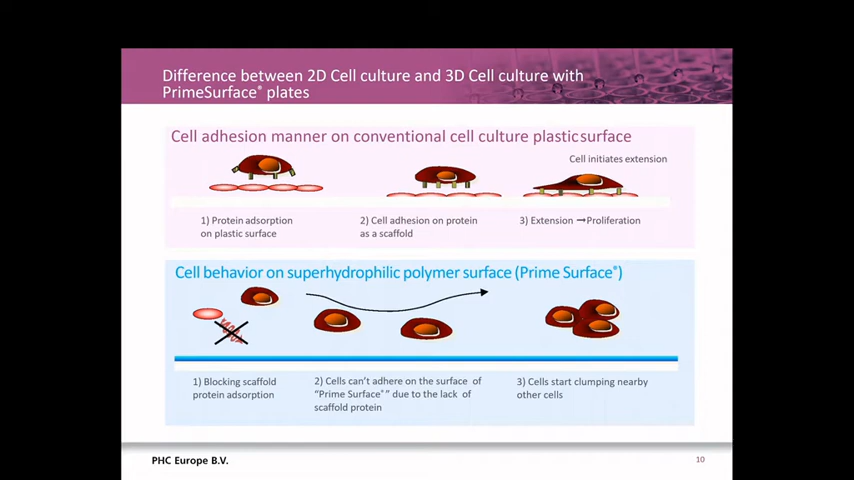 Difference between 2D Cell culture and 3D Cell culture with
PrimeSurface® plates
Cell adhesion manner on conventional cell culture plastic surface
Cell initiates extension
1) Protein adsorption
on plastic surface
2) Cell adhesion on protein
as a scaffold
3) Extension →Proliferation
Cell behavior on superhydrophilic polymer surface (Prime Surface®)
1) Blocking scaffold
protein adsorption
2) Cells can't adhere on the surface of
"Prime Surface®" due to the lack of
scaffold protein
3) Cells start clumping nearby
other cells
PHC Europe B.V.
10